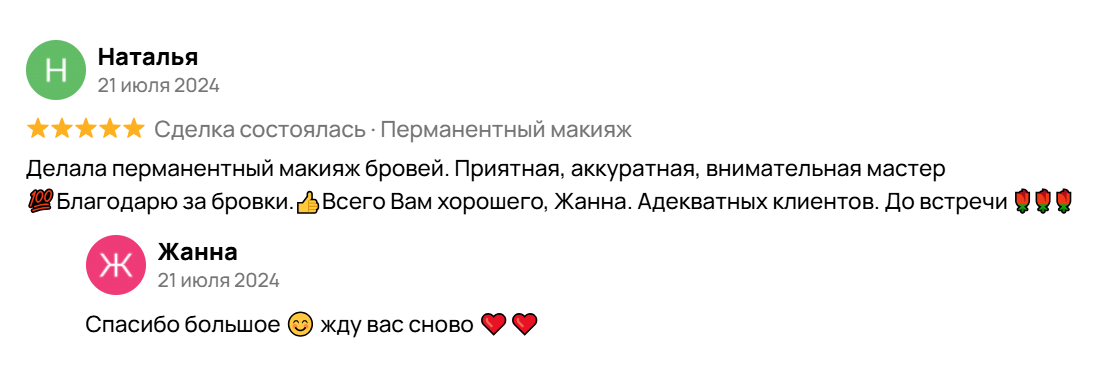 Н
Наталья
21 июля 2024
Сделка состоялась · Перманентный макияж
Делала перманентный макияж бровей. Приятная, аккуратная, внимательная мастер
💯Благодарю за бровки.👍Всего Вам хорошего, Жанна. Адекватных клиентов. До встречи 🌹🌹🌹
Ж
Жанна
21 июля 2024
Спасибо большое 😊 жду вас сново ❤️❤️